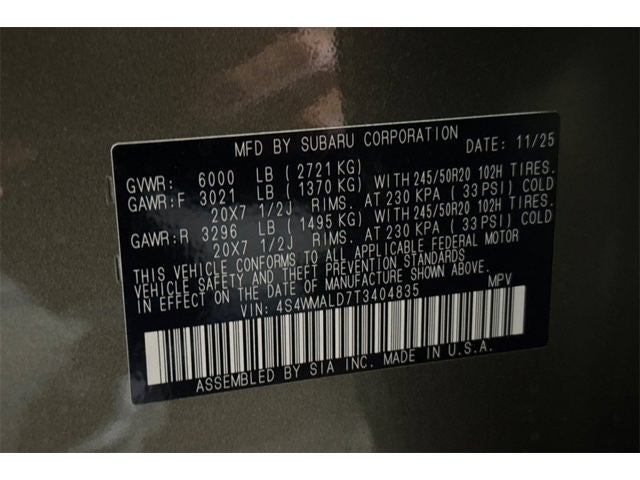 MFD BY SUBARU CORPORATION DATE: 11/25
GVWR: 6000 LB (2721 KG)
GAWR:F 3021 LB (1370 KG) WITH 245/50R20 102H TIRES.
20X7 1/2J RIMS. AT 230 KPA (33 PSI) COLD
GAWR:R 3296 LB (1495 KG) WITH 245/50R20 102H TIRES.
20X7 1/2J RIMS. AT 230 KPA (33 PSI) COLD
THIS VEHICLE CONFORMS TO ALL APPLICABLE FEDERAL MOTOR
VEHICLE SAFETY AND THEFT PREVENTION STANDARDS
IN EFFECT ON THE DATE OF MANUFACTURE SHOWN ABOVE.
VIN: 4S4WMALD7T3404835 MPV
ASSEMBLED BY SIA INC. MADE IN U.S.A.